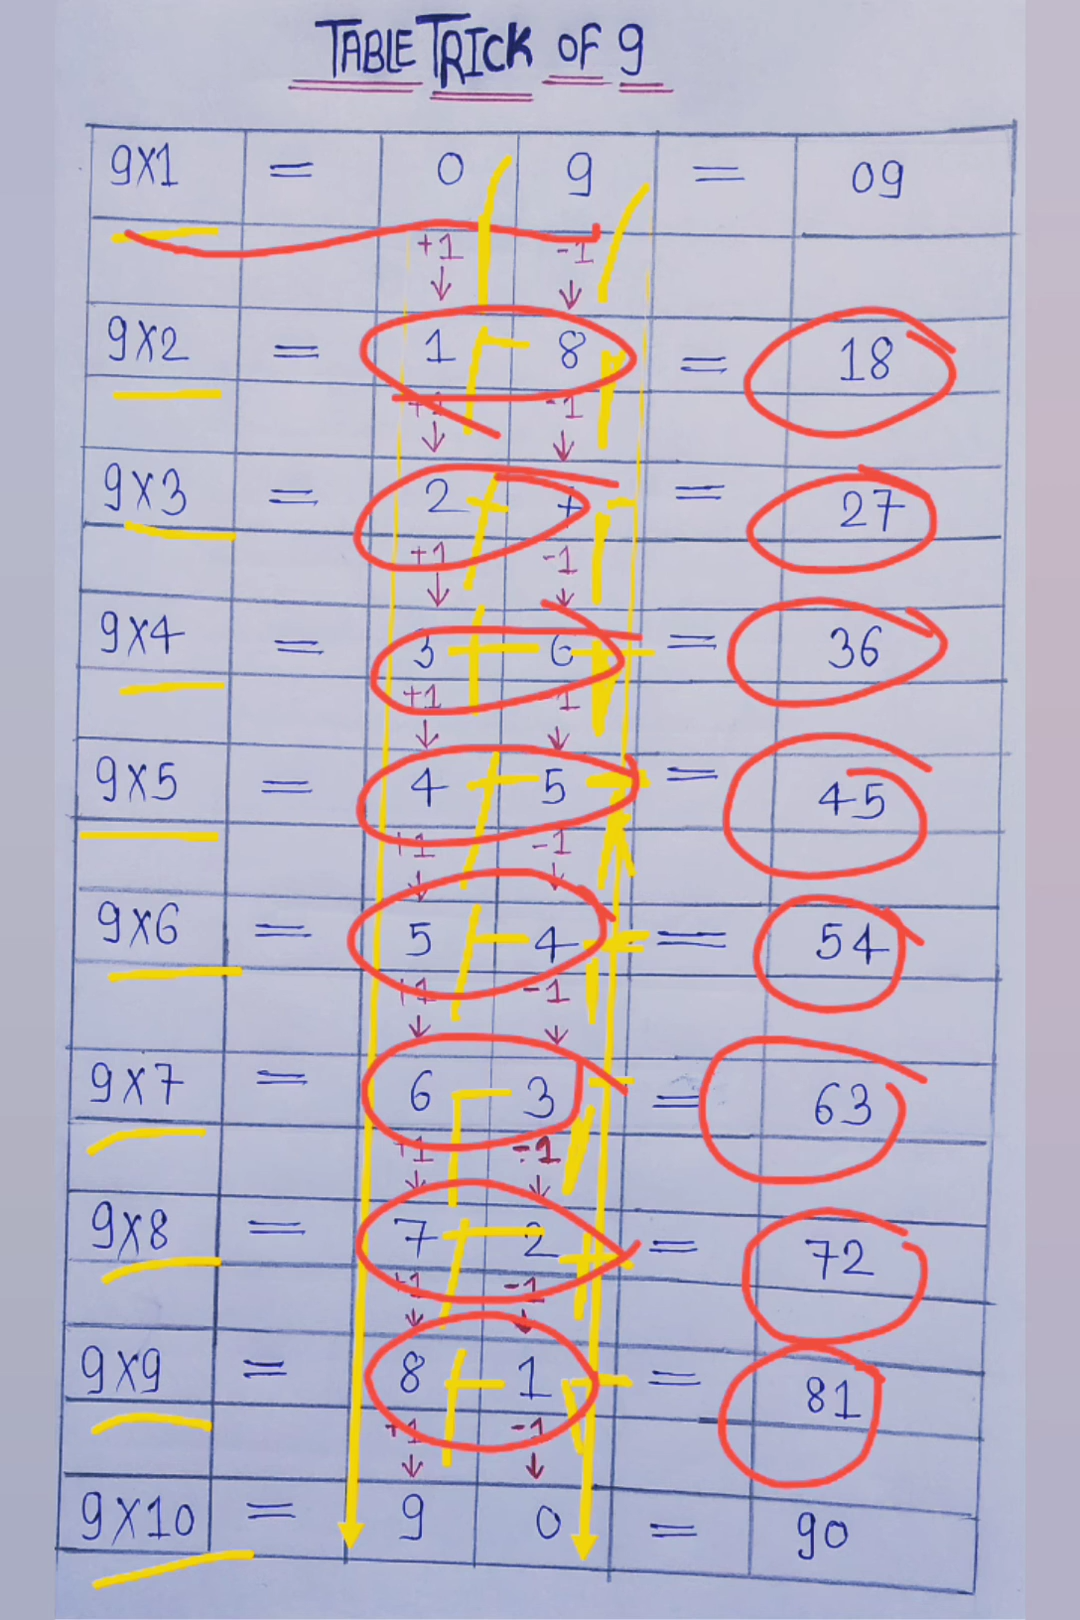 TABLE TRICK OF 9
9X1 = 0 9 = 09
+1 -1
9X2 = 1 8 = 18
+1 -1
9X3 = 2 7 = 27
+1 -1
9X4 = 3 6 = 36
+1 -1
9X5 = 4 5 = 45
+1 -1
9X6 = 5 4 = 54
+1 -1
9X7 = 6 3 = 63
+1 -1
9X8 = 7 2 = 72
+1 -1
9X9 = 8 1 = 81
+1 -1
9X10 = 9 0 = 90